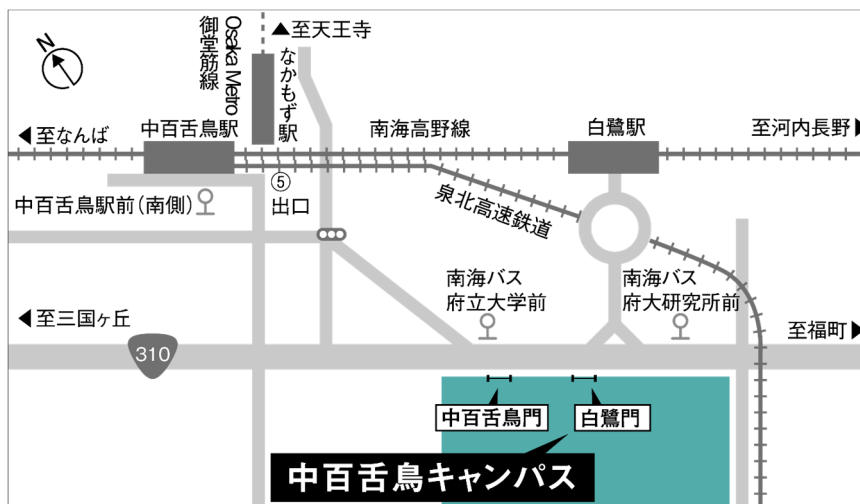 N
Osaka Metro
御堂筋線
▲至天王寺
なかもず駅
◀至なんば
中百舌鳥駅
南海高野線
白鷺駅
至河内長野▶
中百舌鳥駅前(南側)
⑤
出口
泉北高速鉄道
南海バス
府立大学前
南海バス
府大研究所前
◀至三国ヶ丘
310
至福町▶
中百舌鳥門
白鷺門
中百舌鳥キャンパス